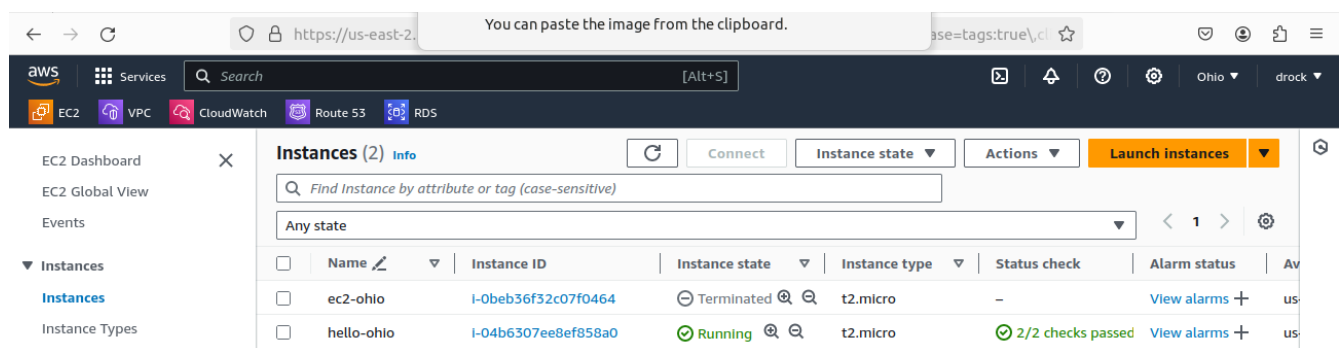 You can paste the image from the clipboard.
https://us-east-2. ase=tags:true\,cl
aws Services Search [Alt+S] Ohio ▼ drock ▼
EC2 VPC CloudWatch Route 53 RDS
EC2 Dashboard
EC2 Global View
Events
▼ Instances
Instances
Instance Types
Instances (2) Info Connect Instance state ▼ Actions ▼ Launch instances ▼
Find Instance by attribute or tag (case-sensitive)
Any state ▼ < 1 >
Name Instance ID Instance state Instance type Status check Alarm status Av
ec2-ohio i-0beb36f32c07f0464 Terminated t2.micro – View alarms + us-
hello-ohio i-04b6307ee8ef858a0 Running t2.micro 2/2 checks passed View alarms + us-